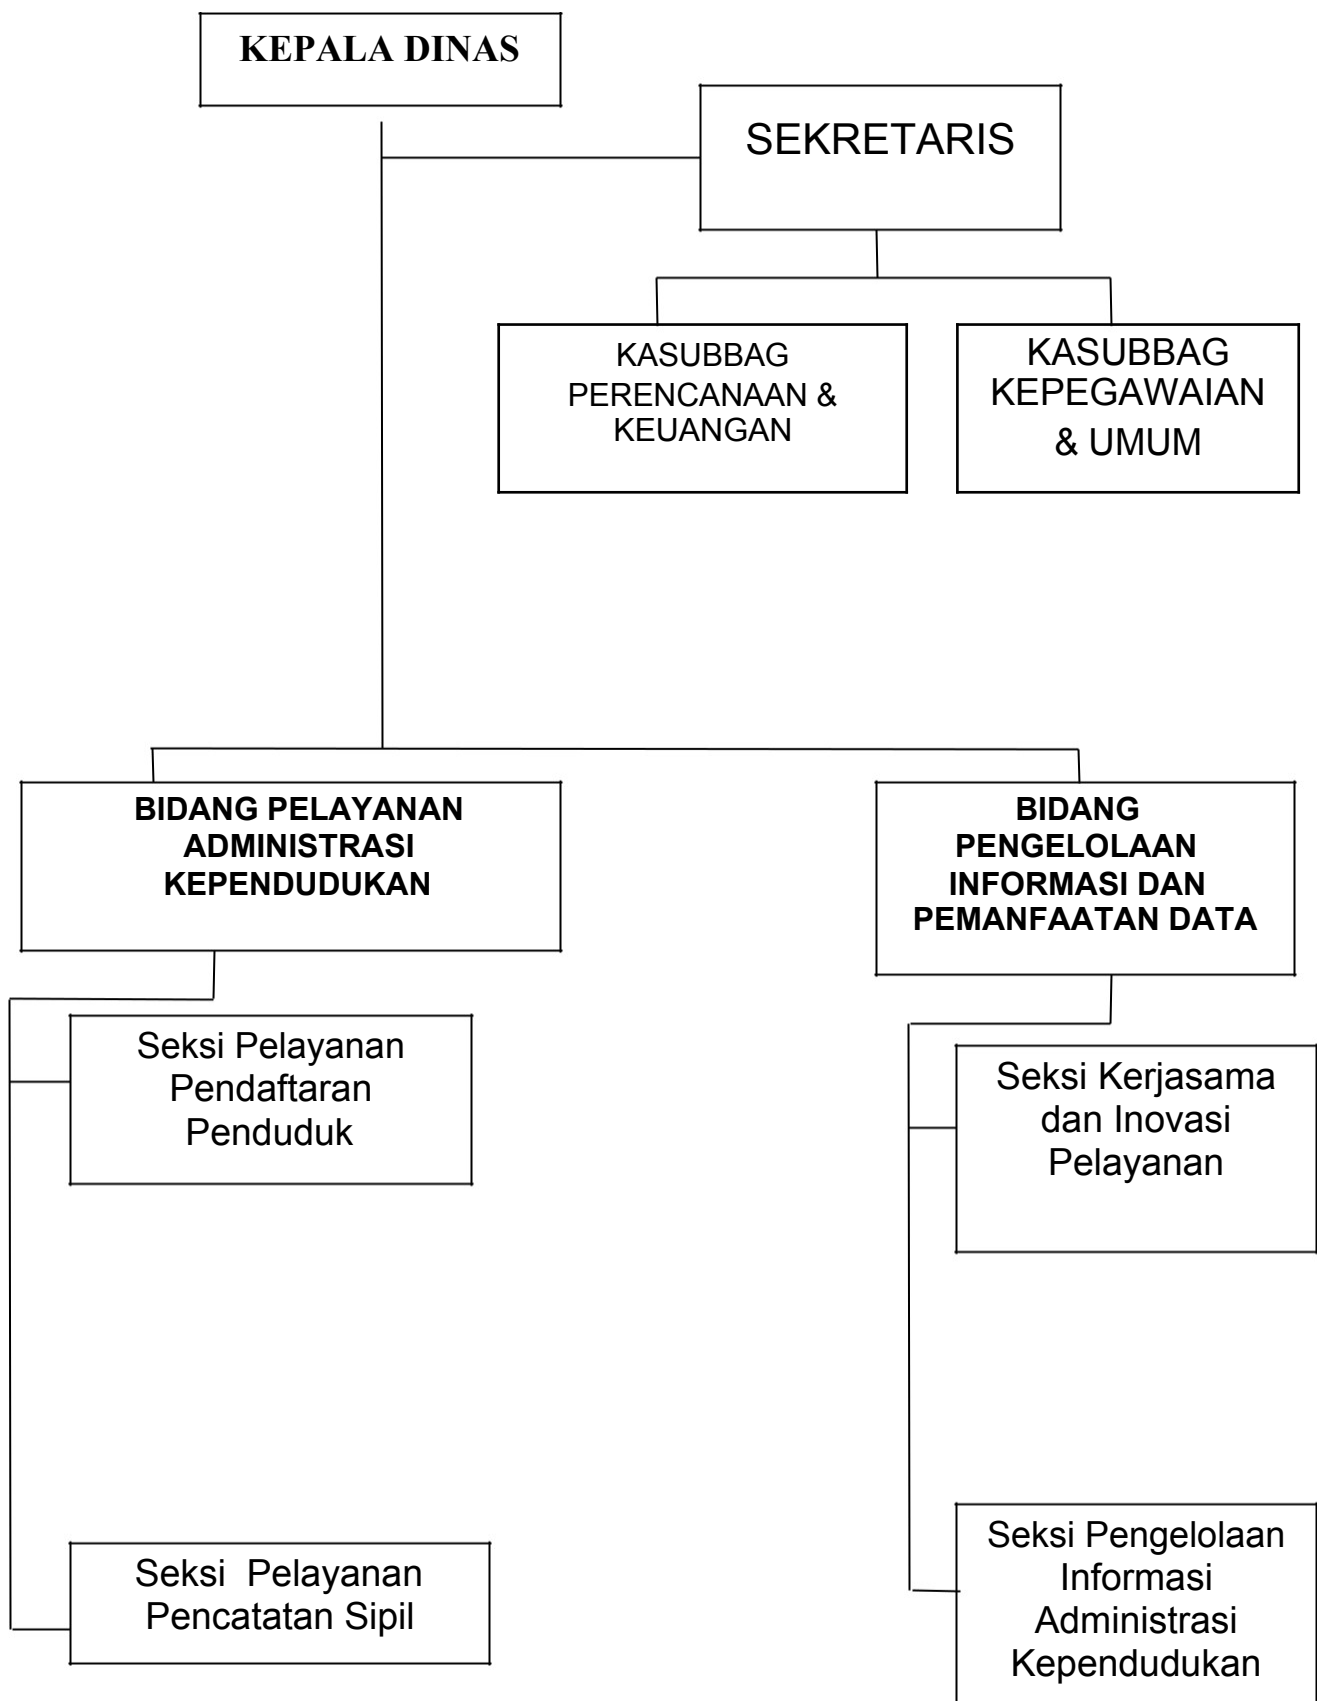 KEPALA DINAS
SEKRETARIS
KASUBBAG
PERENCANAAN &
KEUANGAN
KASUBBAG
KEPEGAWAIAN
& UMUM
BIDANG PELAYANAN
ADMINISTRASI
KEPENDUDUKAN
BIDANG
PENGELOLAAN
INFORMASI DAN
PEMANFAATAN DATA
Seksi Pelayanan
Pendaftaran
Penduduk
Seksi Kerjasama
dan Inovasi
Pelayanan
Seksi Pelayanan
Pencatatan Sipil
Seksi Pengelolaan
Informasi
Administrasi
Kependudukan